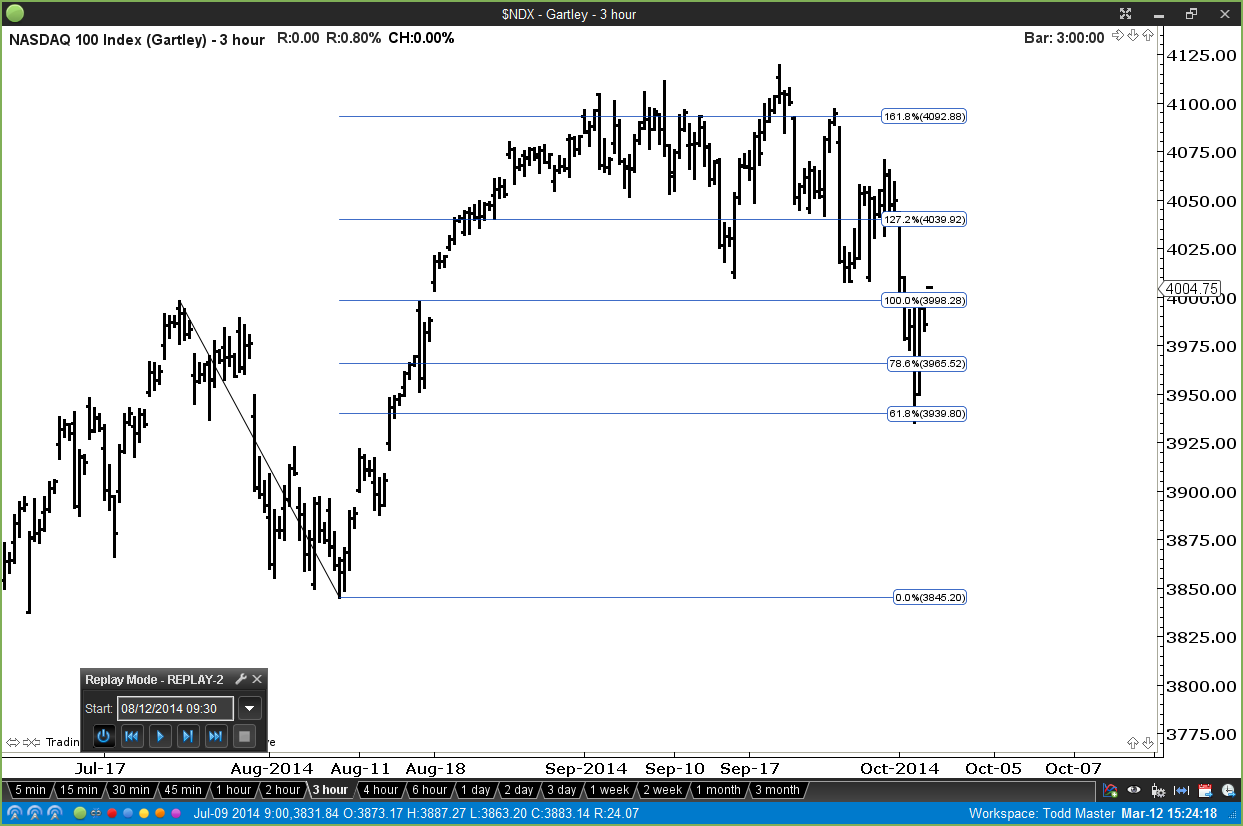 $NDX - Gartley - 3 hour
NASDAQ 100 Index (Gartley) - 3 hour R:0.00 R:0.80% CH:0.00% Bar: 3:00:00
4125.00
161.8%(4092.88) 4100.00
4075.00
4050.00
127.2%(4039.92)
4025.00
4004.75
100.0%(3998.28) 4000.00
3975.00
78.6%(3965.52)
3950.00
61.8%(3939.80)
3925.00
3900.00
3875.00
3850.00
0.0%(3845.20)
3825.00
3800.00
3775.00
Replay Mode - REPLAY-2
Start: 08/12/2014 09:30
Jul-17 Aug-2014 Aug-11 Aug-18 Sep-2014 Sep-10 Sep-17 Oct-2014 Oct-05 Oct-07
5 min 15 min 30 min 45 min 1 hour 2 hour 3 hour 4 hour 6 hour 1 day 2 day 3 day 1 week 2 week 1 month 3 month
Jul-09 2014 9:00,3831.84 O:3873.17 H:3887.27 L:3863.20 C:3883.14 R:24.07 Workspace: Todd Master Mar-12 15:24:18